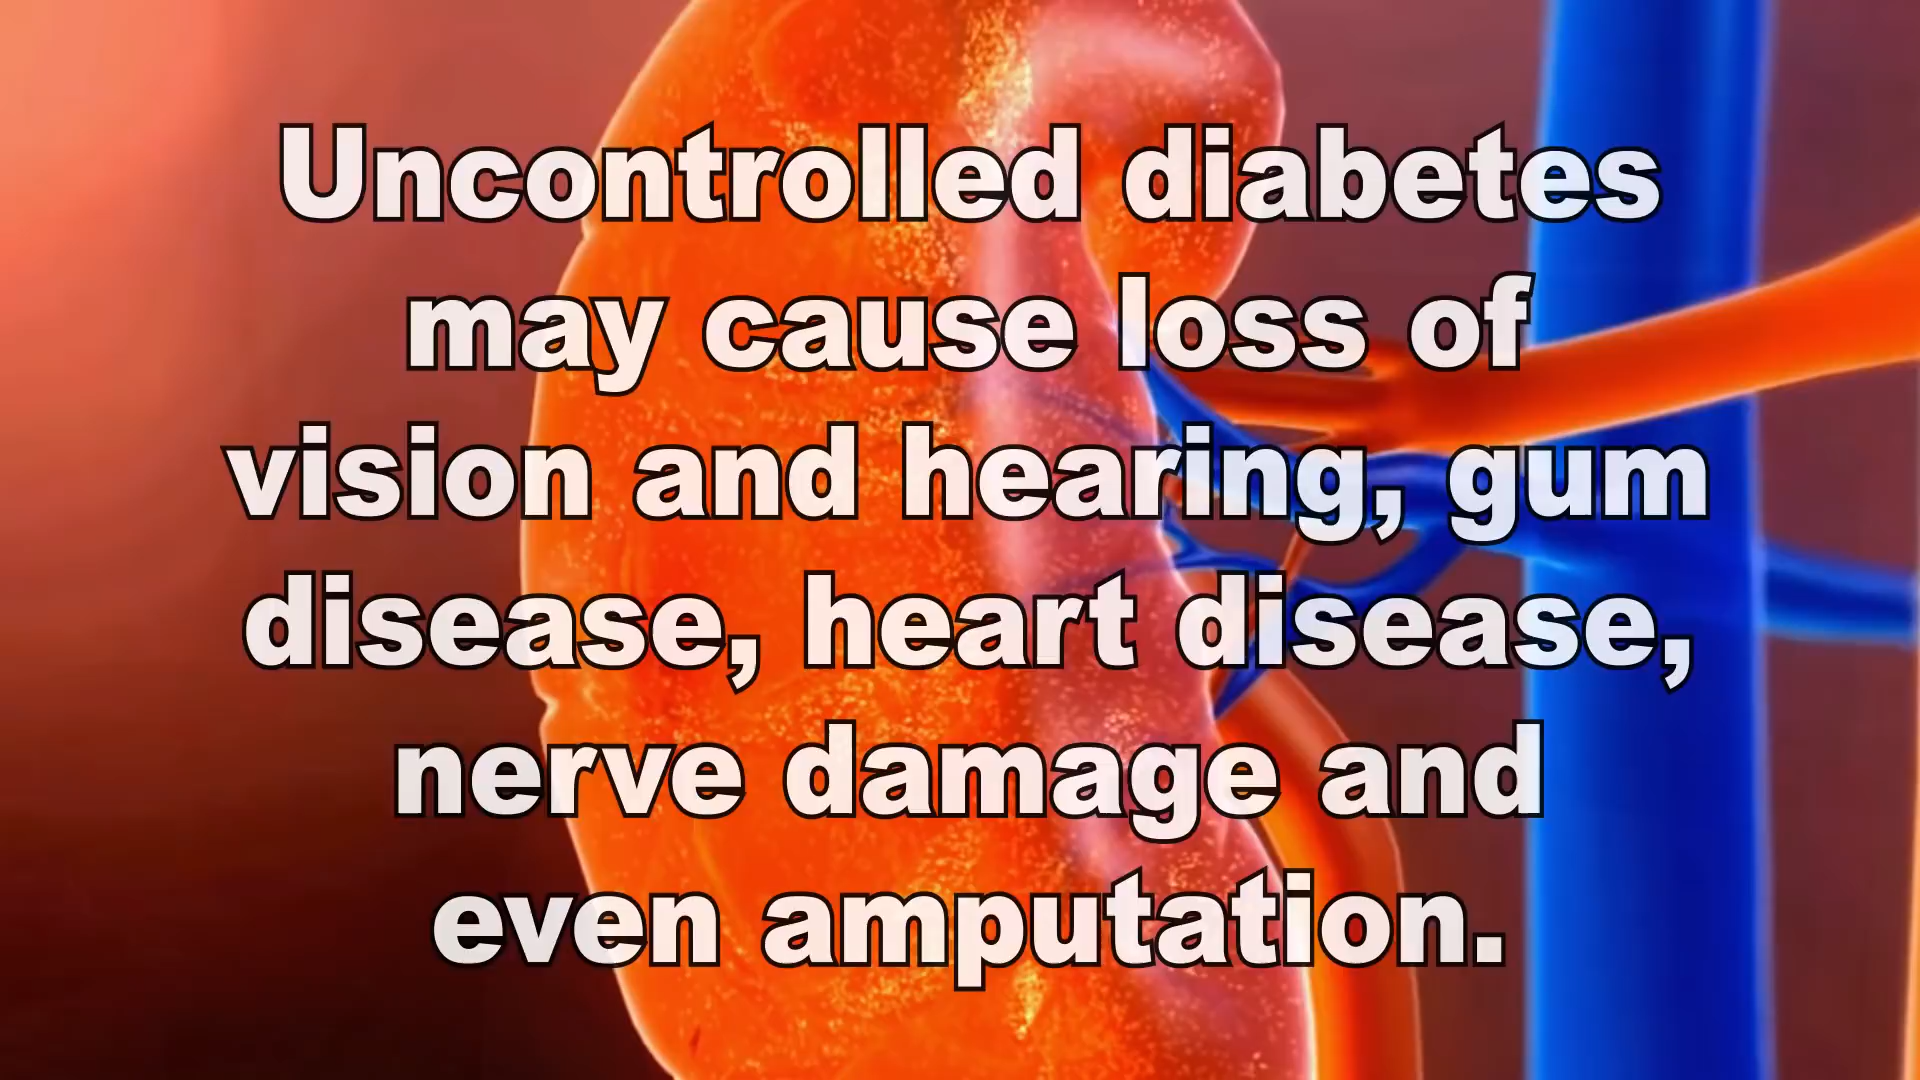 Uncontrolled diabetes
may cause loss of
vision and hearing, gum
disease, heart disease,
nerve damage and
even amputation.